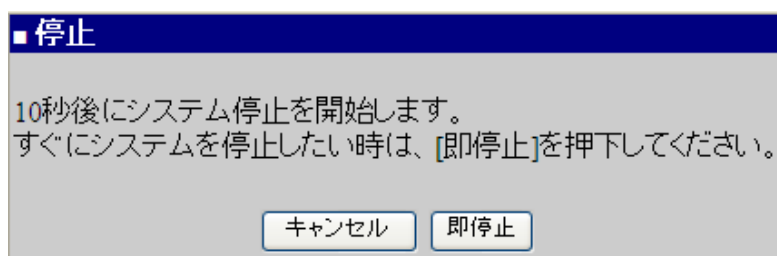 ■停止
10秒後にシステム停止を開始します。
すぐにシステムを停止したい時は、[即停止]を押下してください。
キャンセル 即停止